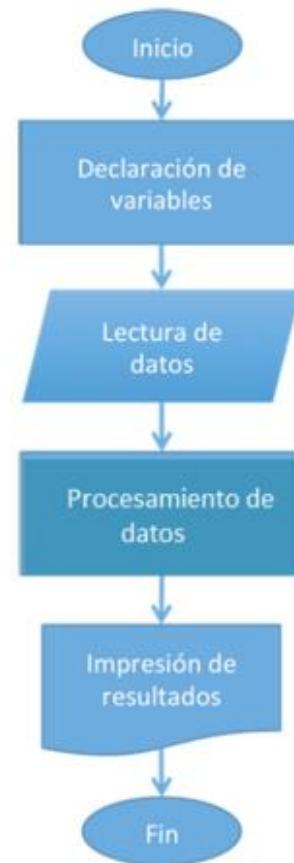 Inicio
Declaración de
variables
Lectura de
datos
Procesamiento de
datos
Impresión de
resultados
Fin